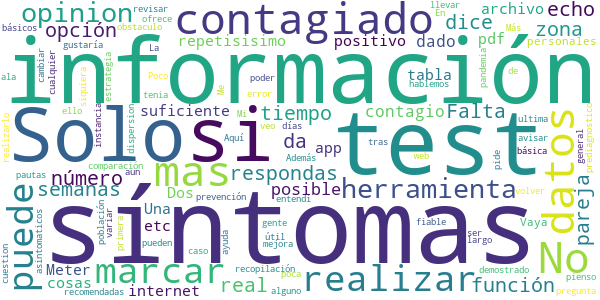 opinion
contagiado
revisar
ofrece
llevar
En
Más
archivo
echo
básicos
obstaculo
opción
gustaría
repetisisimo
positivo
dice
dado
pdf
zona
personales
La
información
ala
cambiar
cualquier
siquiera
estrategia
Poco
tenia
error
Me
poder
tabla
hablemos
pandemia
de
realizarlo
ello
instancia
dispersion
suficiente
Mi
tiempo
contagio
Falta
ultima
avisar
general
prediagnostico
Solo
si
test
Aquí
veo
días
da
app
tras
web
pide
básica
datos
comparación
Además
pautas
aun
mas
respondas
No
volver
número
semanas
Dos
prevención
entendi
posible
herramienta
pareja
puede
asintomaticos
población
variar
primera
Una
pueden
síntomas
gente
útil
mejora
fiable
ser
largo
Vaya
cuestion
Meter
etc
caso
ayuda
función
cosas
marcar
real
recopilación
poca
realizar
demostrado
pienso
recomendadas
internet
alguno
pregunta